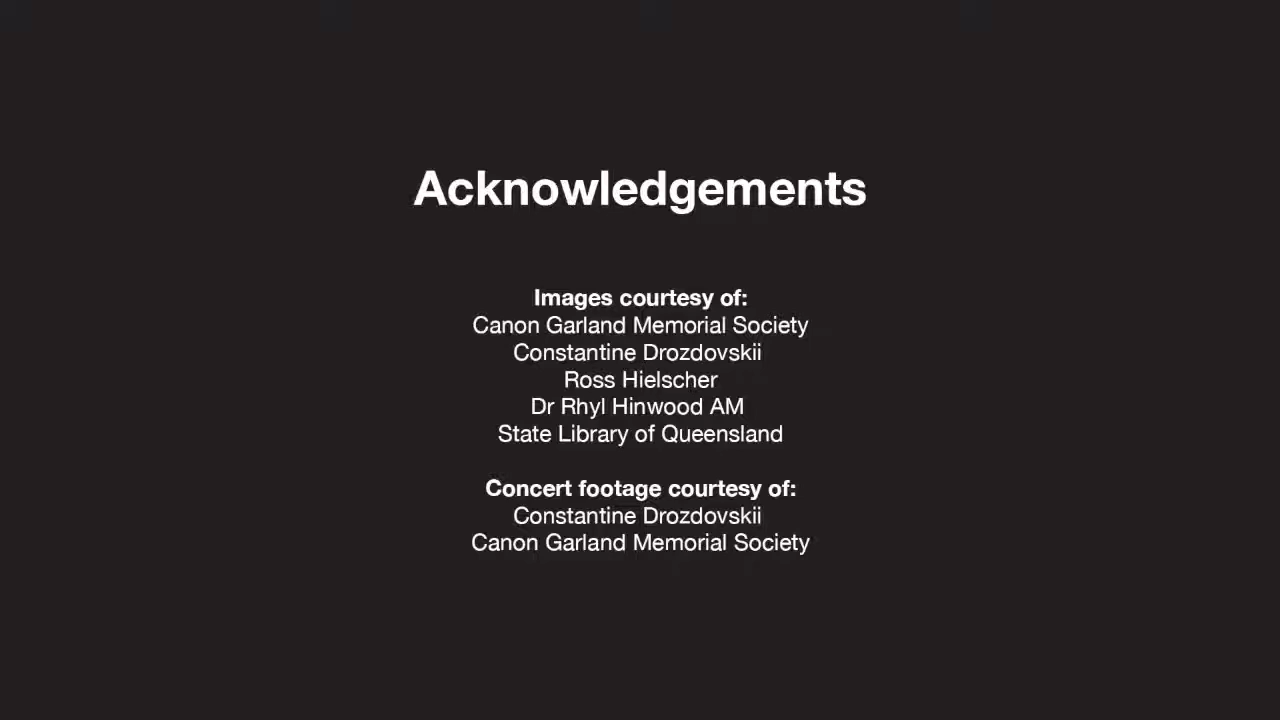 Acknowledgements
Images courtesy of:
Canon Garland Memorial Society
Constantine Drozdovskii
Ross Hielscher
Dr Rhyl Hinwood AM
State Library of Queensland
Concert footage courtesy of:
Constantine Drozdovskii
Canon Garland Memorial Society